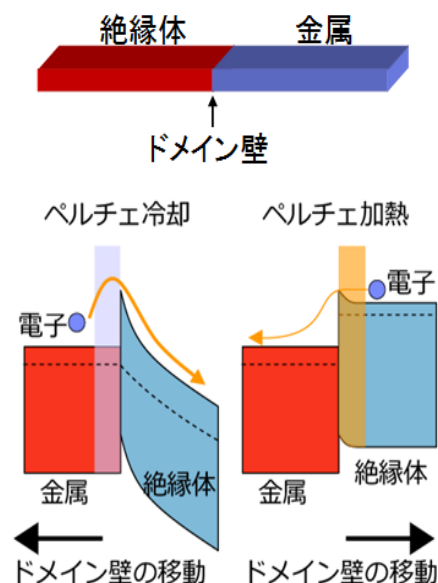 絶縁体 金属
ドメイン壁
ペルチェ冷却 ペルチェ加熱
電子 電子
金属 絶縁体 金属 絶縁体
ドメイン壁の移動 ドメイン壁の移動